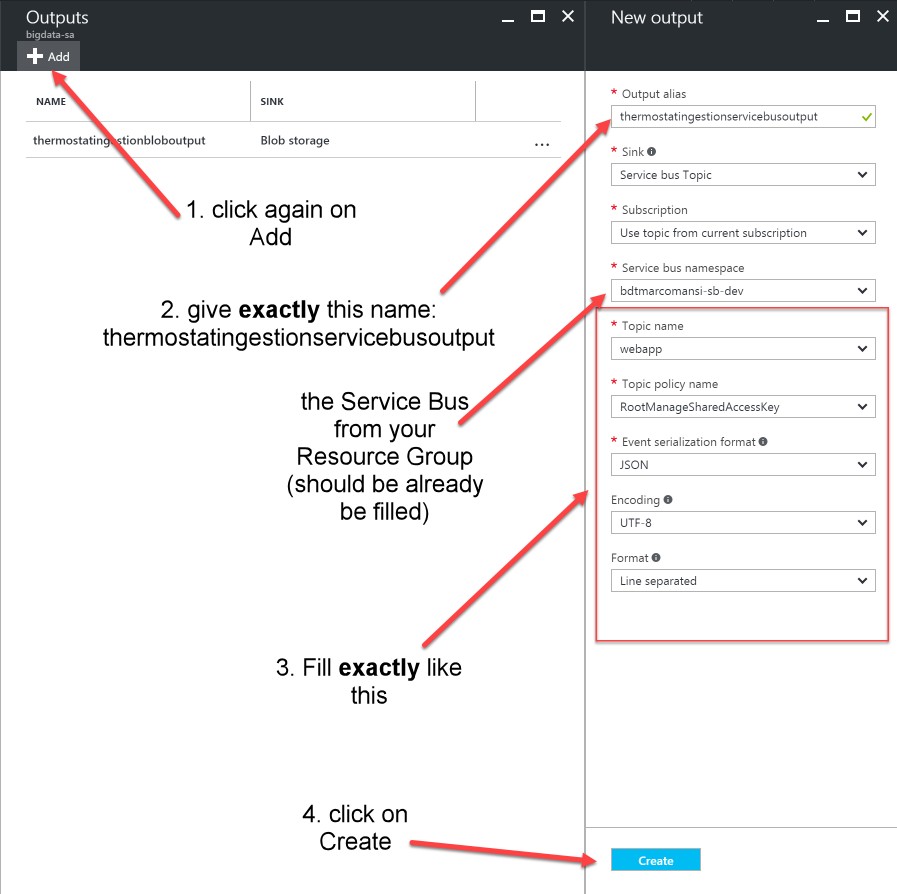 Outputs
bigdata-sa
Add
NAME
SINK
thermostatingestionbloboutput
Blob storage
...
1. click again on
Add
2. give exactly this name:
thermostatingestionservicebusoutput
the Service Bus
from your
Resource Group
(should be already
be filled)
3. Fill exactly like
this
4. click on
Create
New output
* Output alias
thermostatingestionservicebusoutput
* Sink
Service bus Topic
* Subscription
Use topic from current subscription
* Service bus namespace
bdtmarcomansi-sb-dev
* Topic name
webapp
* Topic policy name
RootManageSharedAccessKey
* Event serialization format
JSON
Encoding
UTF-8
Format
Line separated
Create